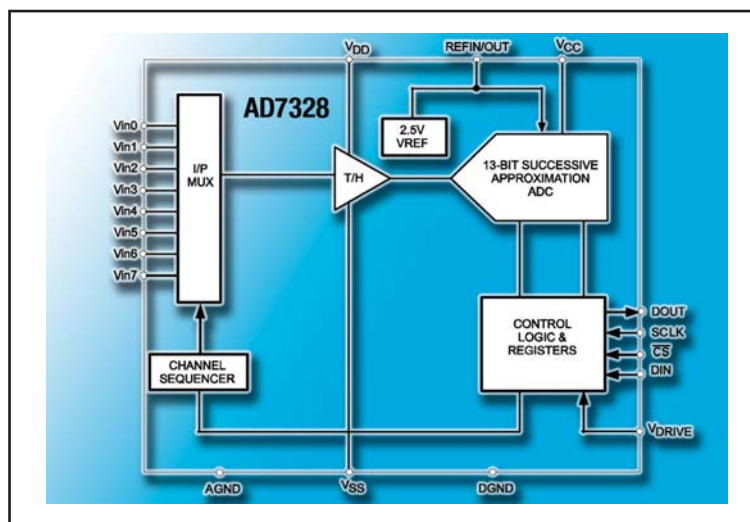 VDD
REFIN/OUT
VCC
AD7328
2.5V
VREF
Vin0
Vin1
Vin2
Vin3
Vin4
Vin5
Vin6
Vin7
I/P
MUX
T/H
13-BIT SUCCESSIVE
APPROXIMATION
ADC
CONTROL
LOGIC &
REGISTERS
DOUT
SCLK
CS
DIN
CHANNEL
SEQUENCER
VDRIVE
AGND
VSS
DGND